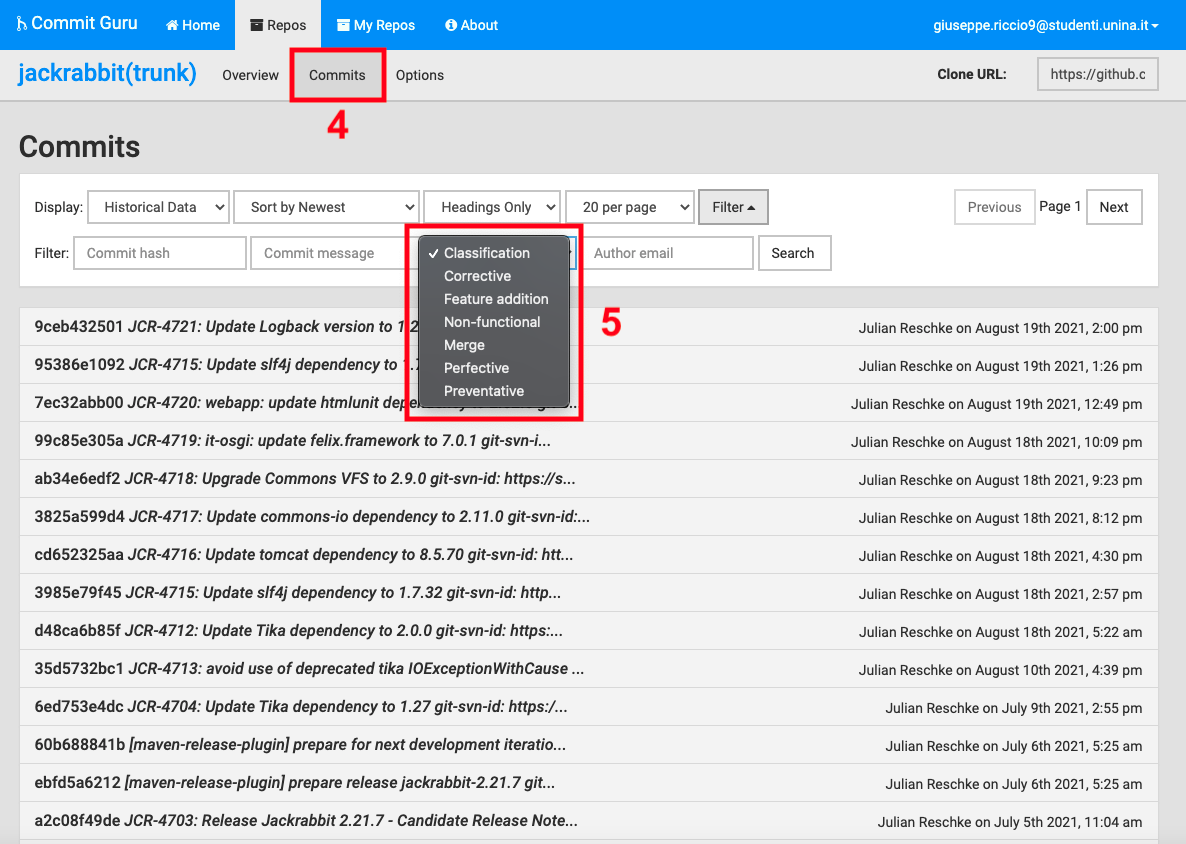 Commit Guru Home Repos My Repos About giuseppe.riccio9@studenti.unina.it
jackrabbit(trunk) Overview Commits Options Clone URL: https://github.c
4
Commits
Display: Historical Data Sort by Newest Headings Only 20 per page Filter Previous Page 1 Next
Filter: Commit hash Commit message ✓ Classification Author email Search
Corrective
Feature addition
Non-functional
Merge
Perfective
Preventative
5
9ceb432501 JCR-4721: Update Logback version to 1.2 Julian Reschke on August 19th 2021, 2:00 pm
95386e1092 JCR-4715: Update slf4j dependency to 1.7 Julian Reschke on August 19th 2021, 1:26 pm
7ec32abb00 JCR-4720: webapp: update htmlunit Julian Reschke on August 19th 2021, 12:49 pm
99c85e305a JCR-4719: it-osgi: update felix.framework to 7.0.1 git-svn-i... Julian Reschke on August 18th 2021, 10:09 pm
ab34e6edf2 JCR-4718: Upgrade Commons VFS to 2.9.0 git-svn-id: https://s... Julian Reschke on August 18th 2021, 9:23 pm
3825a599d4 JCR-4717: Update commons-io dependency to 2.11.0 git-svn-id:... Julian Reschke on August 18th 2021, 8:12 pm
cd652325aa JCR-4716: Update tomcat dependency to 8.5.70 git-svn-id: htt... Julian Reschke on August 18th 2021, 4:30 pm
3985e79f45 JCR-4715: Update slf4j dependency to 1.7.32 git-svn-id: http... Julian Reschke on August 18th 2021, 2:57 pm
d48ca6b85f JCR-4712: Update Tika dependency to 2.0.0 git-svn-id: https:... Julian Reschke on August 18th 2021, 5:22 am
35d5732bc1 JCR-4713: avoid use of deprecated tika IOExceptionWithCause ... Julian Reschke on August 10th 2021, 4:39 pm
6ed753e4dc JCR-4704: Update Tika dependency to 1.27 git-svn-id: https:/... Julian Reschke on July 9th 2021, 2:55 pm
60b688841b [maven-release-plugin] prepare for next development iteratio... Julian Reschke on July 6th 2021, 5:25 am
ebfd5a6212 [maven-release-plugin] prepare release jackrabbit-2.21.7 git... Julian Reschke on July 6th 2021, 5:25 am
a2c08f49de JCR-4703: Release Jackrabbit 2.21.7 - Candidate Release Note... Julian Reschke on July 5th 2021, 11:04 am